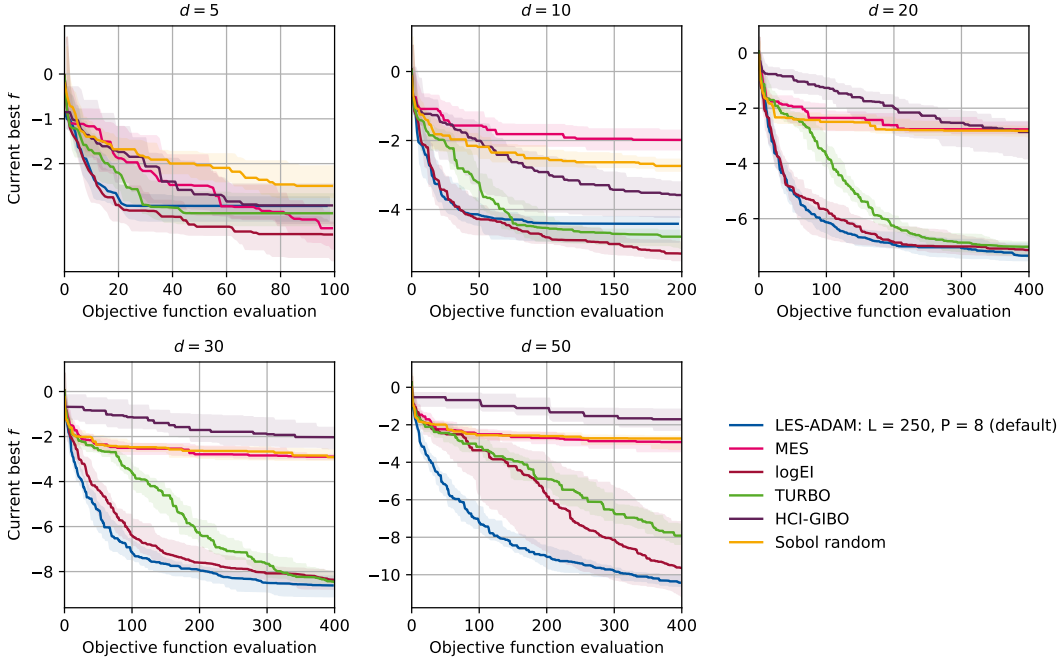 d = 5
Current best f
0
−1
−2
0 20 40 60 80 100
Objective function evaluation
d = 10
0
−2
−4
0 50 100 150 200
Objective function evaluation
d = 20
0
−2
−4
−6
0 100 200 300 400
Objective function evaluation
d = 30
Current best f
0
−2
−4
−6
−8
0 100 200 300 400
Objective function evaluation
d = 50
0
−2
−4
−6
−8
−10
0 100 200 300 400
Objective function evaluation
LES-ADAM: L = 250, P = 8 (default)
MES
logEI
TURBO
HCI-GIBO
Sobol random